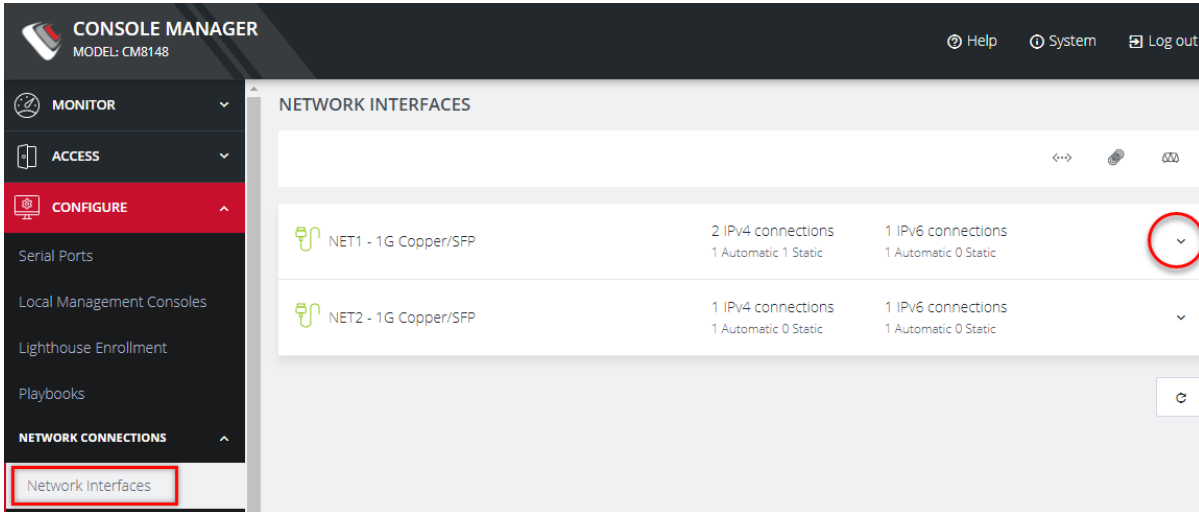 CONSOLE MANAGER
MODEL: CM8148
Help
System
Log out
MONITOR
ACCESS
CONFIGURE
Serial Ports
Local Management Consoles
Lighthouse Enrollment
Playbooks
NETWORK CONNECTIONS
Network Interfaces
NETWORK INTERFACES
NET1 - 1G Copper/SFP
2 IPv4 connections
1 Automatic 1 Static
1 IPv6 connections
1 Automatic 0 Static
NET2 - 1G Copper/SFP
1 IPv4 connections
1 Automatic 0 Static
1 IPv6 connections
1 Automatic 0 Static